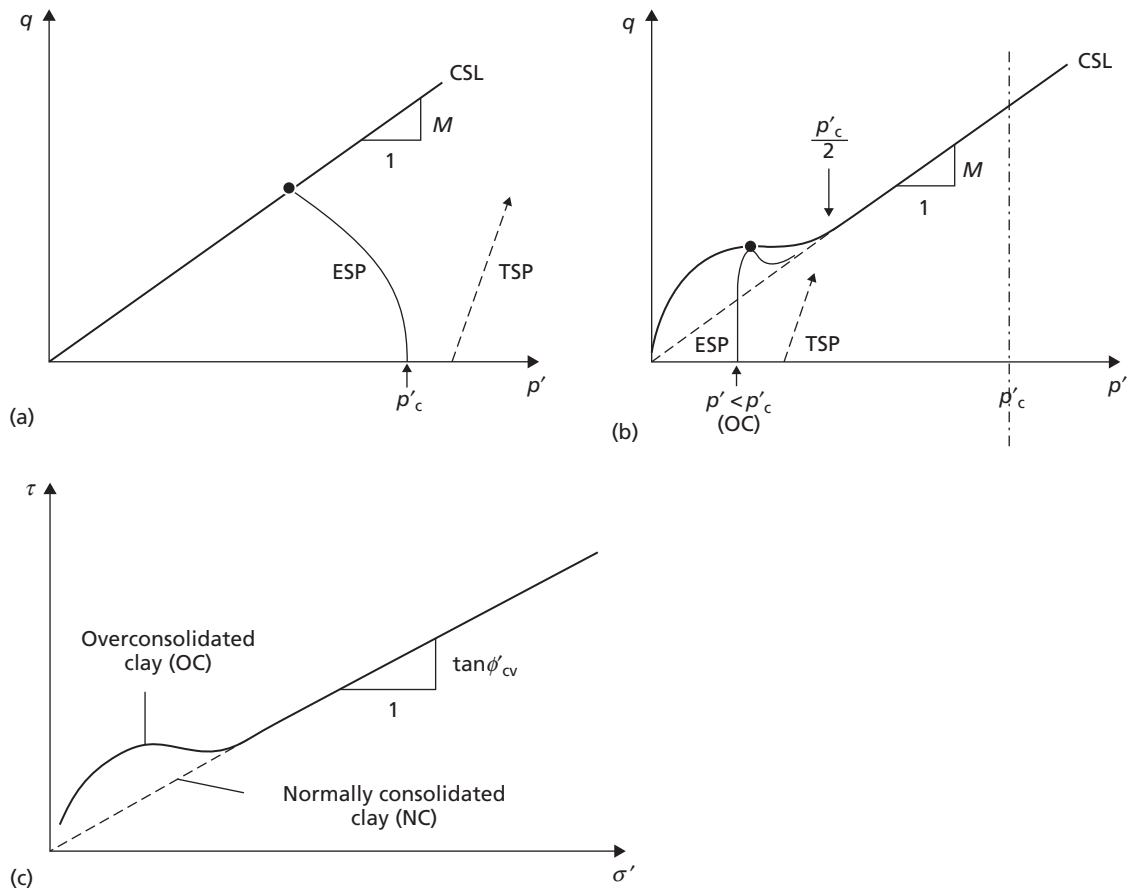 q
CSL
M
1
ESP
TSP
p′c
p′
(a)
q
CSL
p′c
2
M
1
ESP
TSP
p′ < p′c
(OC)
p′c
p′
(b)
τ
Overconsolidated
clay (OC)
tanϕ′cv
1
Normally consolidated
clay (NC)
σ′
(c)